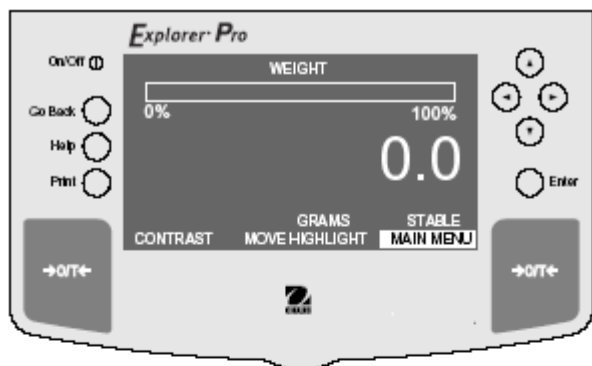 Explorer Pro
On/Off
WEIGHT
0%
100%
Go Back
Help
Print
0.0
Enter
GRAMS
STABLE
CONTRAST
MOVE HIGHLIGHT
MAIN MENU
→0/T←
→0/T←
OHAUS